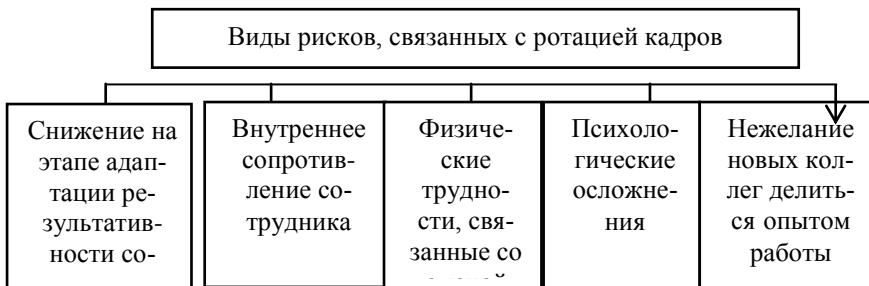 Виды рисков, связанных с ротацией кадров
Снижение на
этапе адап-
тации ре-
зультатив-
ности со-
Внутреннее
сопротив-
ление со-
трудника
Физиче-
ские
трудно-
сти, свя-
занные со
Психоло-
гические
осложне-
ния
Нежелание
новых кол-
лег делить-
ся опытом
работы